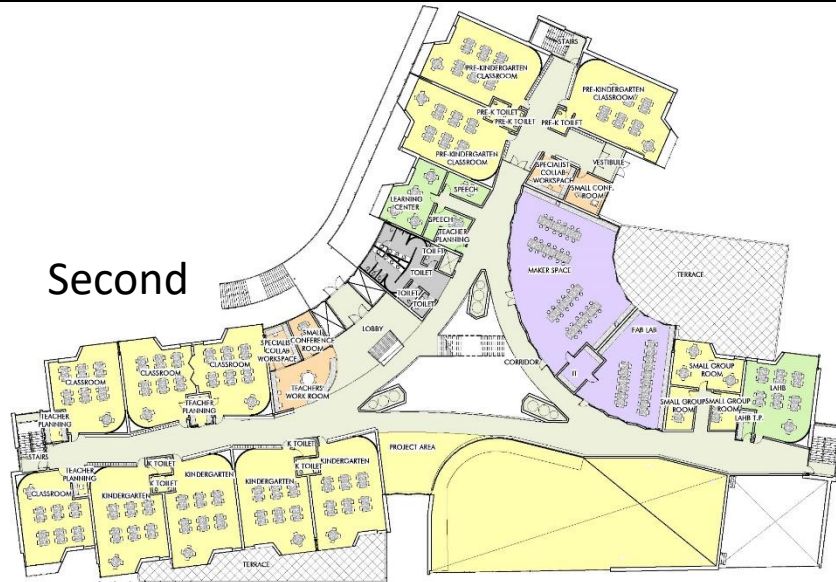 STAIRS
PRE-KINDERGARTEN
CLASSROOM
PRE-KINDERGARTEN
CLASSROOM
PRE-K TOILET
PRE-K TOILET
PRE-K TOILET
PRE-KINDERGARTEN
CLASSROOM
SPECIALIST
COLLAB
WORKSPACE
VESTIBULE
SMALL CONF.
ROOM
LEARNING
CENTER
SPEECH
SPEECH
TEACHER
PLANNING
TOILET
TOILET
TOILET
TOILET
MAKER SPACE
TERRACE
Second
LOBBY
SMALL
CONFERENCE
ROOM
SPECIALIST
COLLAB
WORKSPACE
TEACHERS'
WORK ROOM
CORRIDOR
FAB LAB
IT
SMALL GROUP
ROOM
SMALL GROUP
ROOM
SMALL GROUP
ROOM
LAHB
LAHB T.P.
CLASSROOM
CLASSROOM
CLASSROOM
TEACHER
PLANNING
TEACHER
PLANNING
STAIRS
TEACHER
PLANNING
K TOILET
K TOILET
K TOILET
K TOILET
CLASSROOM
KINDERGARTEN
KINDERGARTEN
KINDERGARTEN
KINDERGARTEN
PROJECT AREA
STAIRS
TERRACE